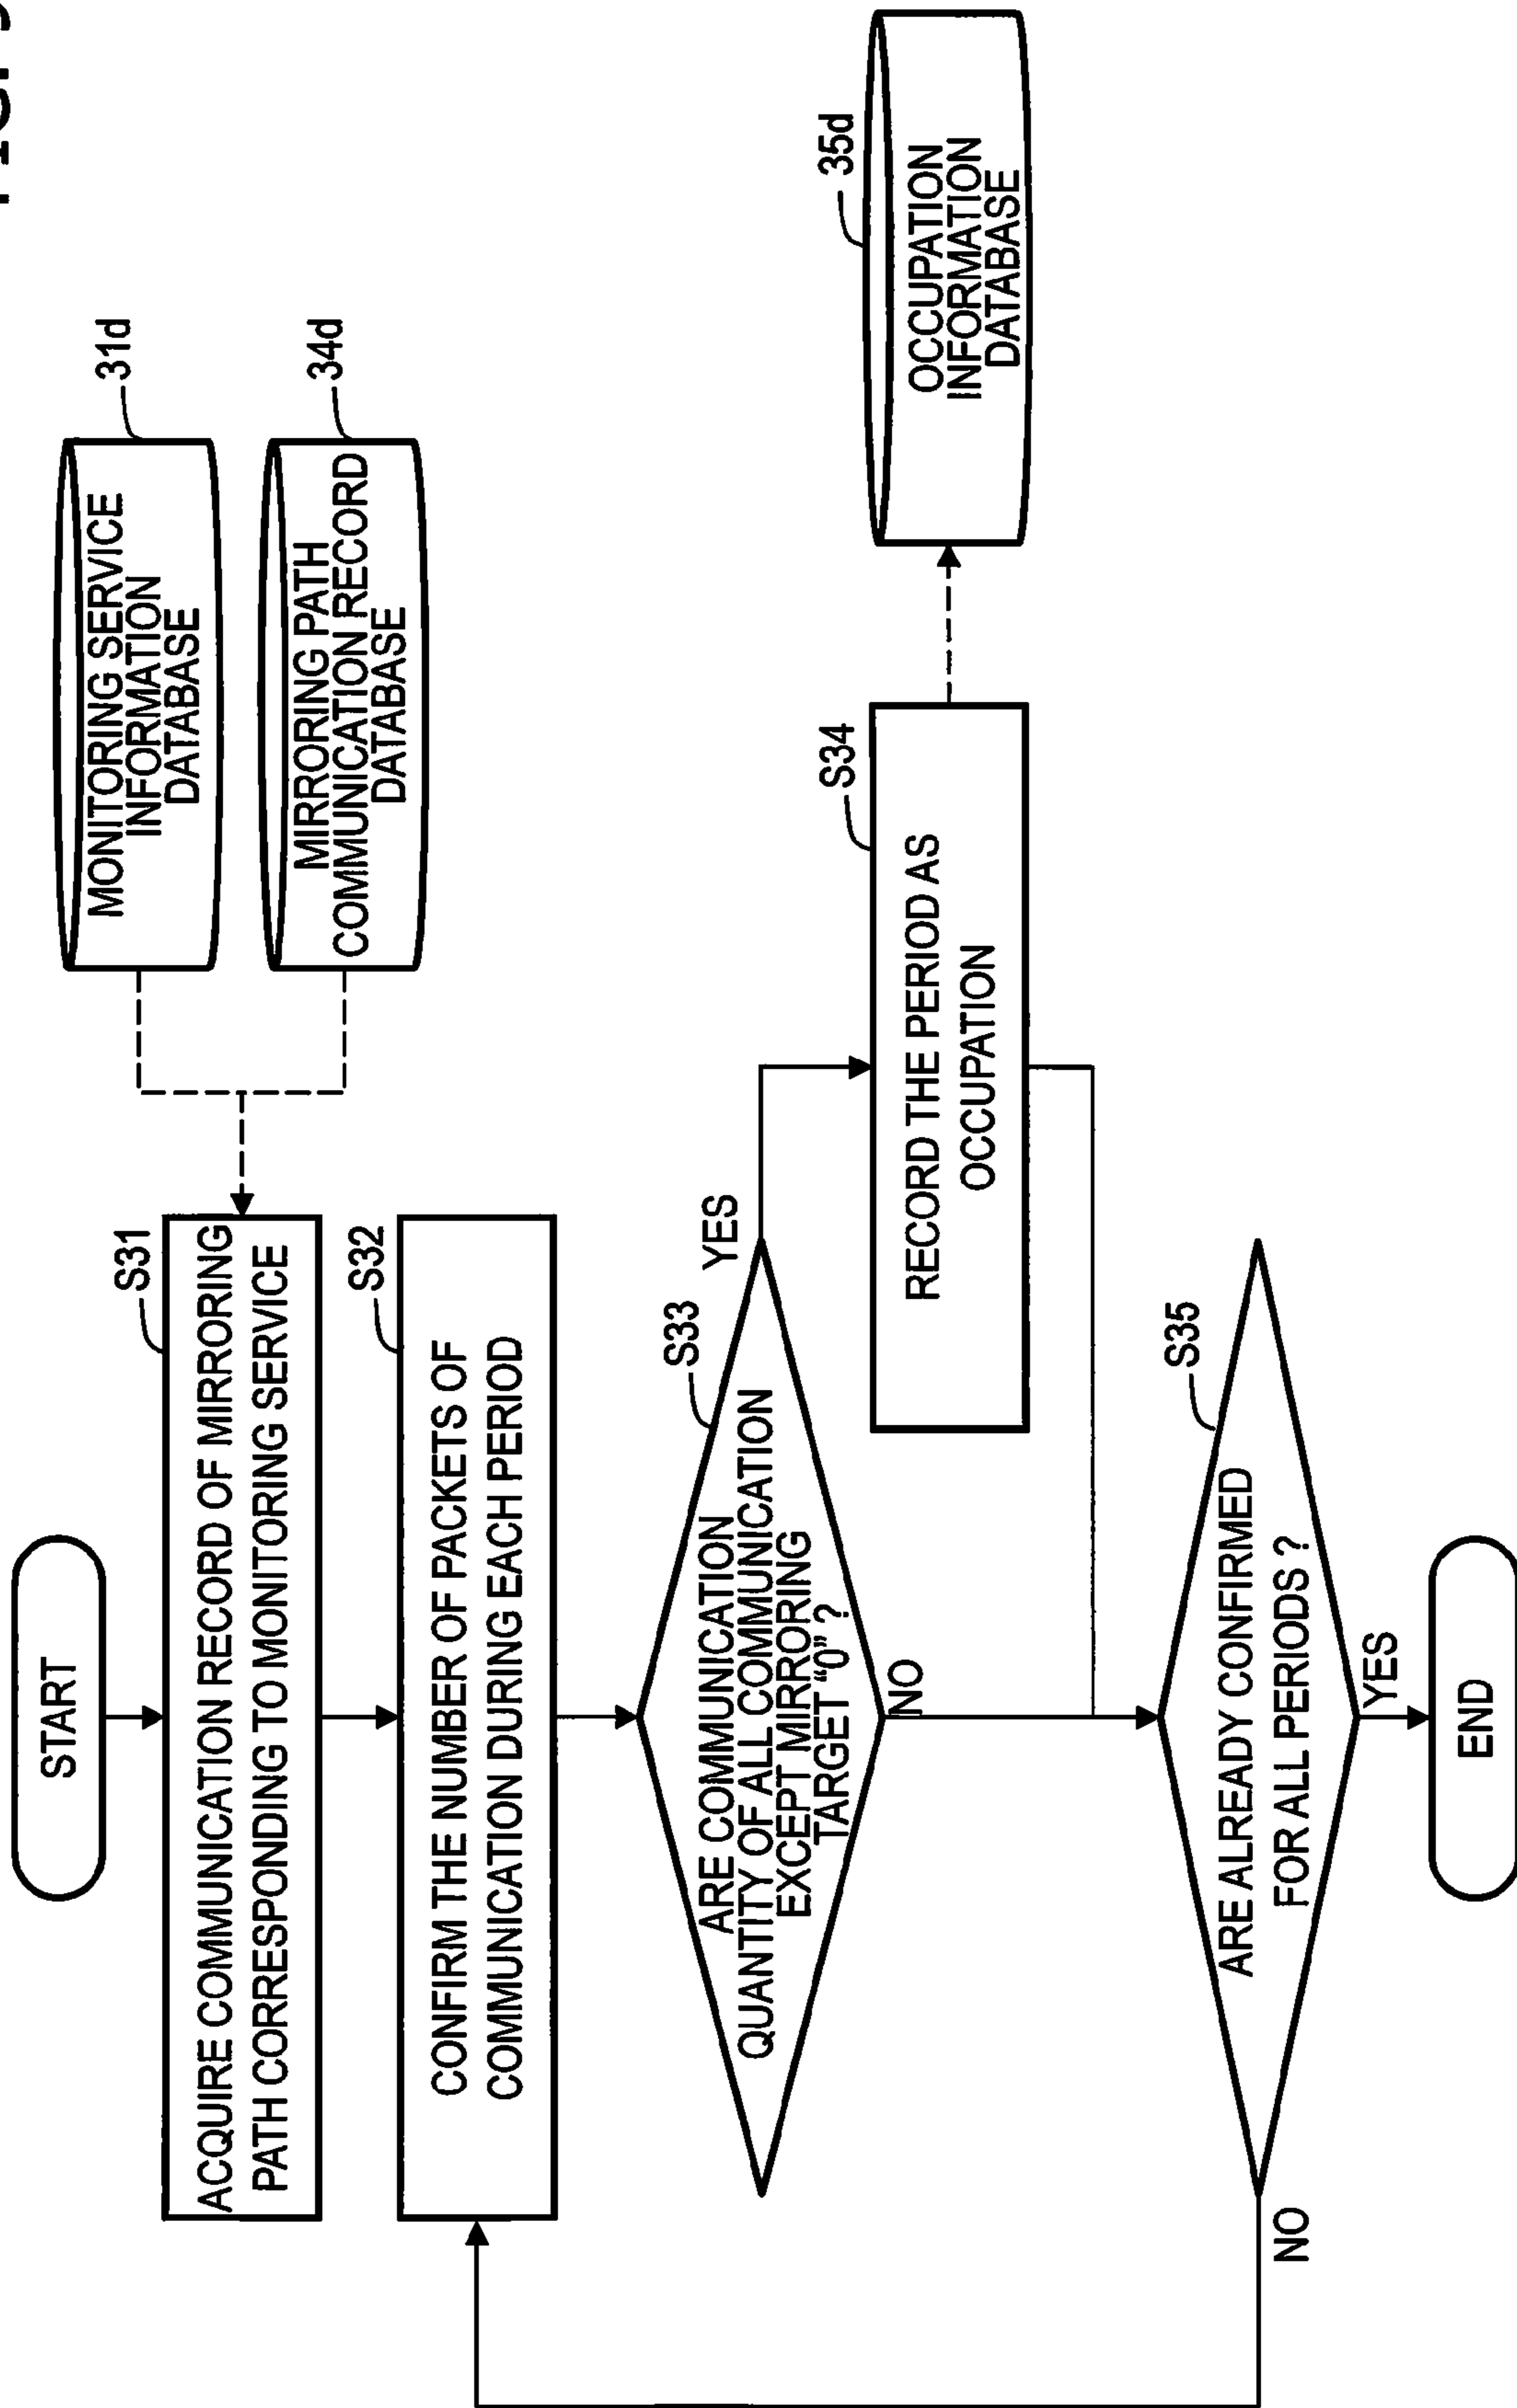 START
S31
ACQUIRE COMMUNICATION RECORD OF MIRRORING
PATH CORRESPONDING TO MONITORING SERVICE
MONITORING SERVICE
INFORMATION
DATABASE
31d
MIRRORING PATH
COMMUNICATION RECORD
DATABASE
34d
S32
CONFIRM THE NUMBER OF PACKETS OF
COMMUNICATION DURING EACH PERIOD
S33
ARE COMMUNICATION
QUANTITY OF ALL COMMUNICATION
EXCEPT MIRRORING
TARGET “0” ?
YES
NO
S34
RECORD THE PERIOD AS
OCCUPATION
35d
OCCUPATION
INFORMATION
DATABASE
S35
ARE ALREADY CONFIRMED
FOR ALL PERIODS ?
NO
YES
END